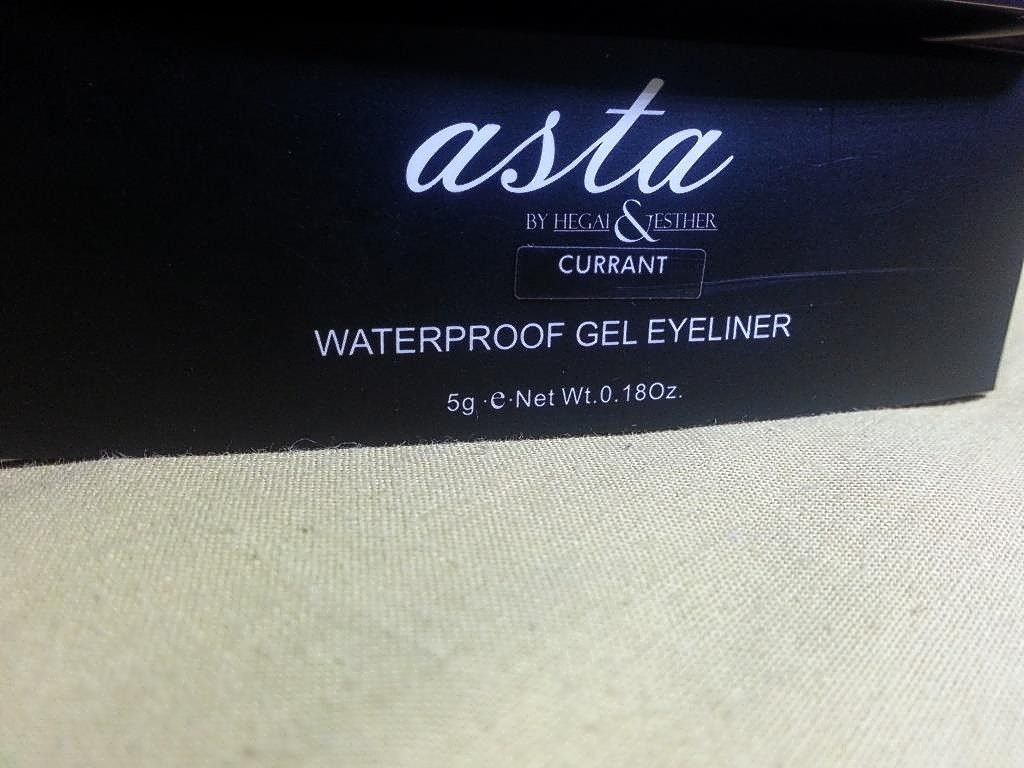 asta
BY HEGAI & ESTHER
CURRANT
WATERPROOF GEL EYELINER
5g ·e·Net Wt.0.18Oz.